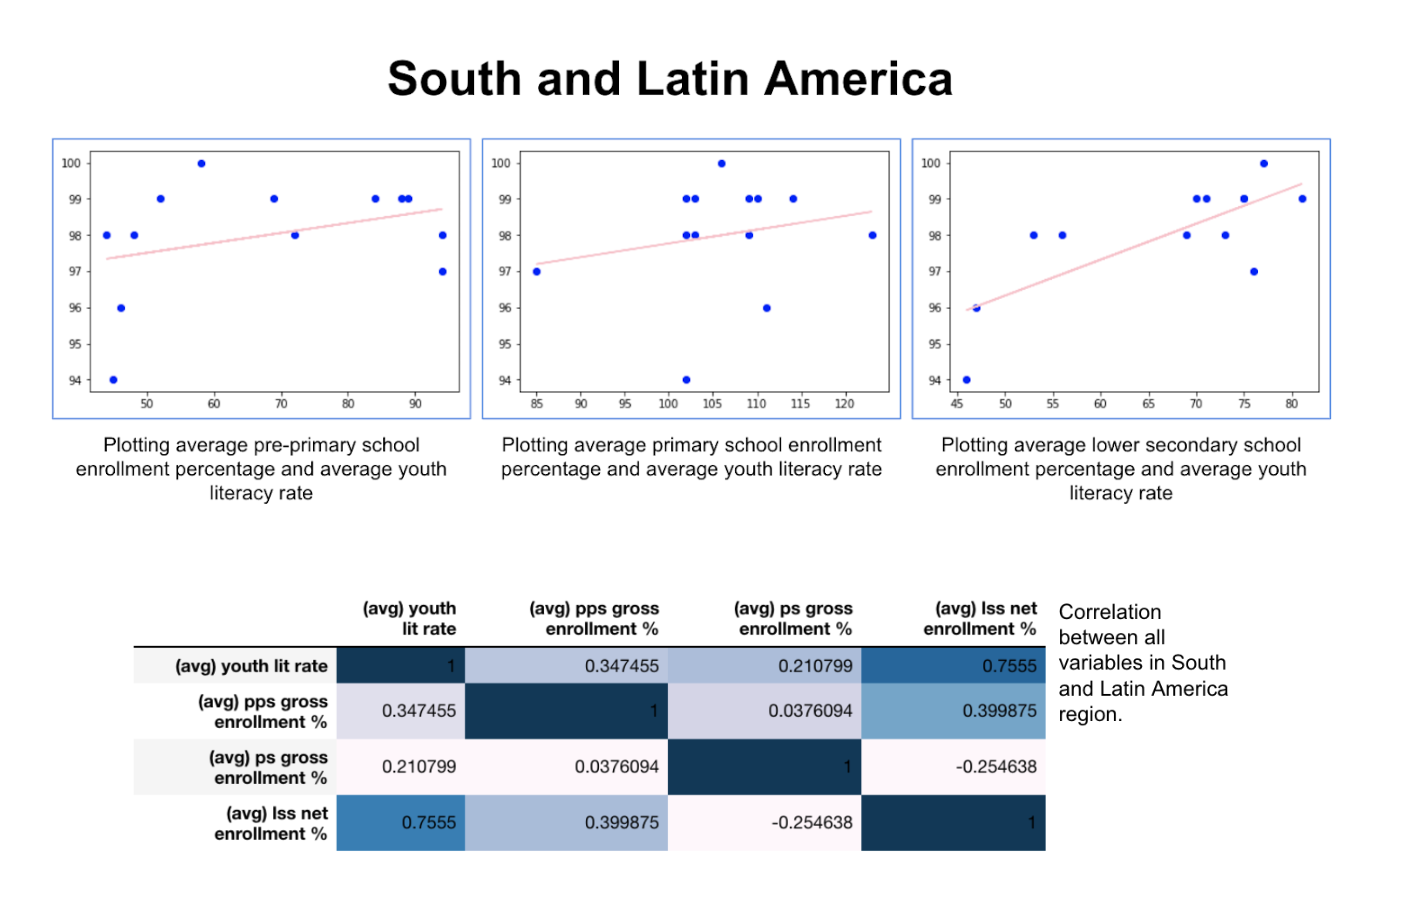 South and Latin America
100
99
98
97
96
95
94
50 60 70 80 90
100
99
98
97
96
95
94
85 90 95 100 105 110 115 120
100
99
98
97
96
95
94
45 50 55 60 65 70 75 80
Plotting average pre-primary school
enrollment percentage and average youth
literacy rate
Plotting average primary school enrollment
percentage and average youth literacy rate
Plotting average lower secondary school
enrollment percentage and average youth
literacy rate
(avg) youth
lit rate
(avg) pps gross
enrollment %
(avg) ps gross
enrollment %
(avg) lss net
enrollment %
(avg) youth lit rate 1 0.347455 0.210799 0.7555
(avg) pps gross
enrollment % 0.347455 1 0.0376094 0.399875
(avg) ps gross
enrollment % 0.210799 0.0376094 1 -0.254638
(avg) lss net
enrollment % 0.7555 0.399875 -0.254638 1
Correlation
between all
variables in South
and Latin America
region.